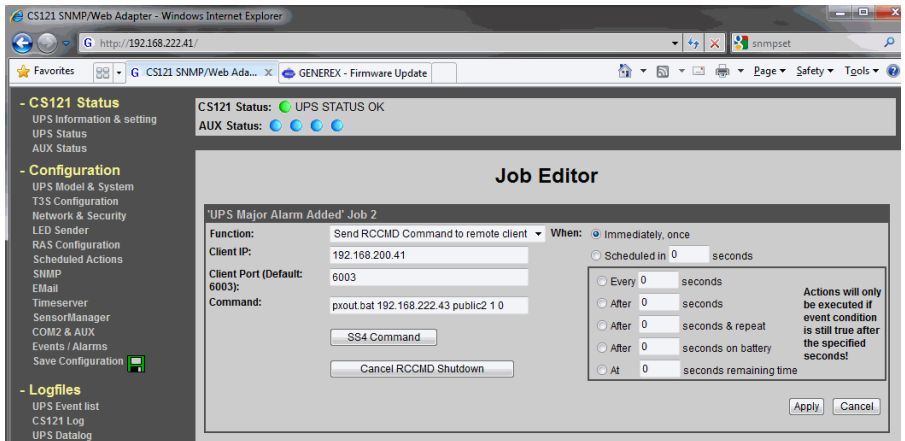 CS121 SNMP/Web Adapter - Windows Internet Explorer
http://192.168.222.41/
snmpset
Favorites
CS121 SNMP/Web Ada...
GENEREX - Firmware Update
Page
Safety
Tools
- CS121 Status
UPS Information & setting
UPS Status
AUX Status
- Configuration
UPS Model & System
T3S Configuration
Network & Security
LED Sender
RAS Configuration
Scheduled Actions
SNMP
EMail
Timeserver
SensorManager
COM2 & AUX
Events / Alarms
Save Configuration
- Logfiles
UPS Event list
CS121 Log
UPS Datalog
CS121 Status: UPS STATUS OK
AUX Status:
Job Editor
'UPS Major Alarm Added' Job 2
Function: Send RCCMD Command to remote client
Client IP: 192.168.200.41
Client Port (Default: 6003): 6003
Command: pxout.bat 192.168.222.43 public2 1 0
SS4 Command
Cancel RCCMD Shutdown
When: Immediately, once
Scheduled in 0 seconds
Every 0 seconds
After 0 seconds
After 0 seconds & repeat
After 0 seconds on battery
At 0 seconds remaining time
Actions will only
be executed if
event condition
is still true after
the specified
seconds!
Apply Cancel